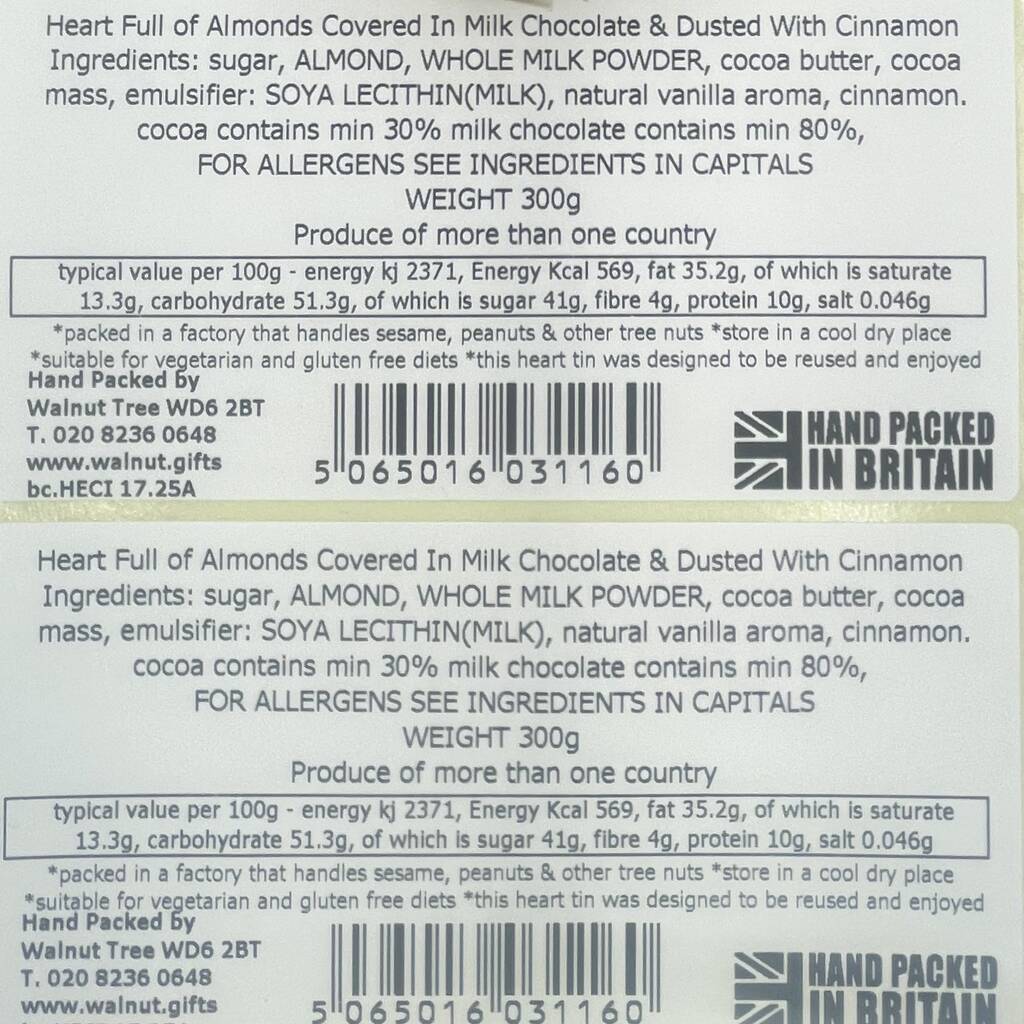 Heart Full of Almonds Covered In Milk Chocolate & Dusted With Cinnamon
Ingredients: sugar, ALMOND, WHOLE MILK POWDER, cocoa butter, cocoa
mass, emulsifier: SOYA LECITHIN(MILK), natural vanilla aroma, cinnamon.
cocoa contains min 30% milk chocolate contains min 80%,
FOR ALLERGENS SEE INGREDIENTS IN CAPITALS
WEIGHT 300g
Produce of more than one country
typical value per 100g - energy kj 2371, Energy Kcal 569, fat 35.2g, of which is saturate
13.3g, carbohydrate 51.3g, of which is sugar 41g, fibre 4g, protein 10g, salt 0.046g
*packed in a factory that handles sesame, peanuts & other tree nuts *store in a cool dry place
*suitable for vegetarian and gluten free diets *this heart tin was designed to be reused and enjoyed
Hand Packed by
Walnut Tree WD6 2BT
T. 020 8236 0648
www.walnut.gifts
bc.HECI 17.25A
5 065016 031160
HAND PACKED
IN BRITAIN
Heart Full of Almonds Covered In Milk Chocolate & Dusted With Cinnamon
Ingredients: sugar, ALMOND, WHOLE MILK POWDER, cocoa butter, cocoa
mass, emulsifier: SOYA LECITHIN(MILK), natural vanilla aroma, cinnamon.
cocoa contains min 30% milk chocolate contains min 80%,
FOR ALLERGENS SEE INGREDIENTS IN CAPITALS
WEIGHT 300g
Produce of more than one country
typical value per 100g - energy kj 2371, Energy Kcal 569, fat 35.2g, of which is saturate
13.3g, carbohydrate 51.3g, of which is sugar 41g, fibre 4g, protein 10g, salt 0.046g
*packed in a factory that handles sesame, peanuts & other tree nuts *store in a cool dry place
*suitable for vegetarian and gluten free diets *this heart tin was designed to be reused and enjoyed
Hand Packed by
Walnut Tree WD6 2BT
T. 020 8236 0648
www.walnut.gifts
5 065016 031160
HAND PACKED
IN BRITAIN